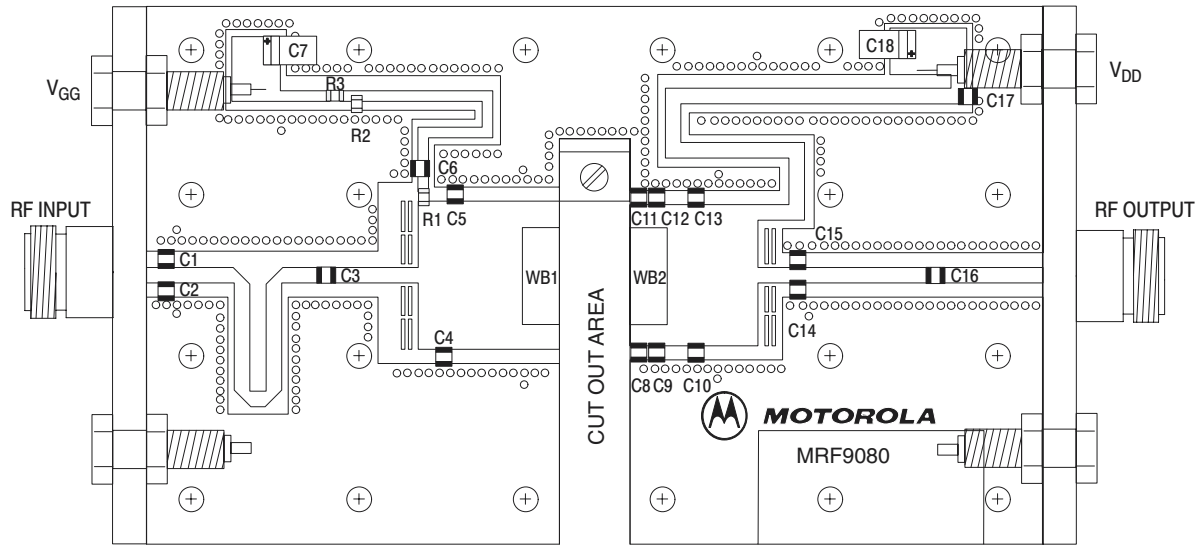 C7
C18
VGG
VDD
R3
C17
R2
C6
RF INPUT
R1
C5
C11
C12
C13
C15
RF OUTPUT
C1
C3
WB1
WB2
C16
C2
CUT OUT AREA
C4
C14
C8
C9
C10
MOTOROLA
MRF9080